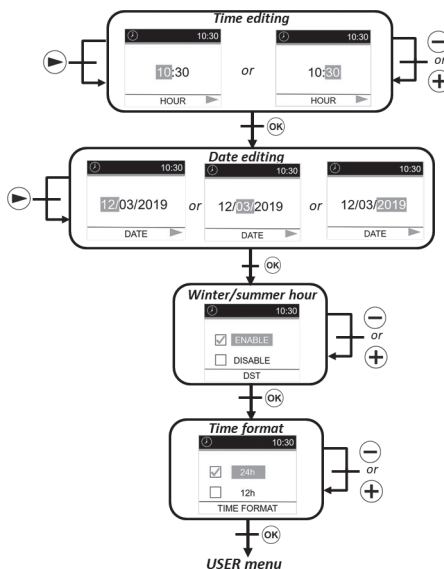 Time editing
10:30
10:30
10:30
or
10:30
HOUR
HOUR
or
OK
Date editing
10:30
10:30
10:30
12/03/2019
or
12/03/2019
or
12/03/2019
DATE
DATE
DATE
OK
Winter/summer hour
10:30
ENABLE
DISABLE
DST
or
OK
Time format
10:30
24h
12h
TIME FORMAT
or
OK
USER menu